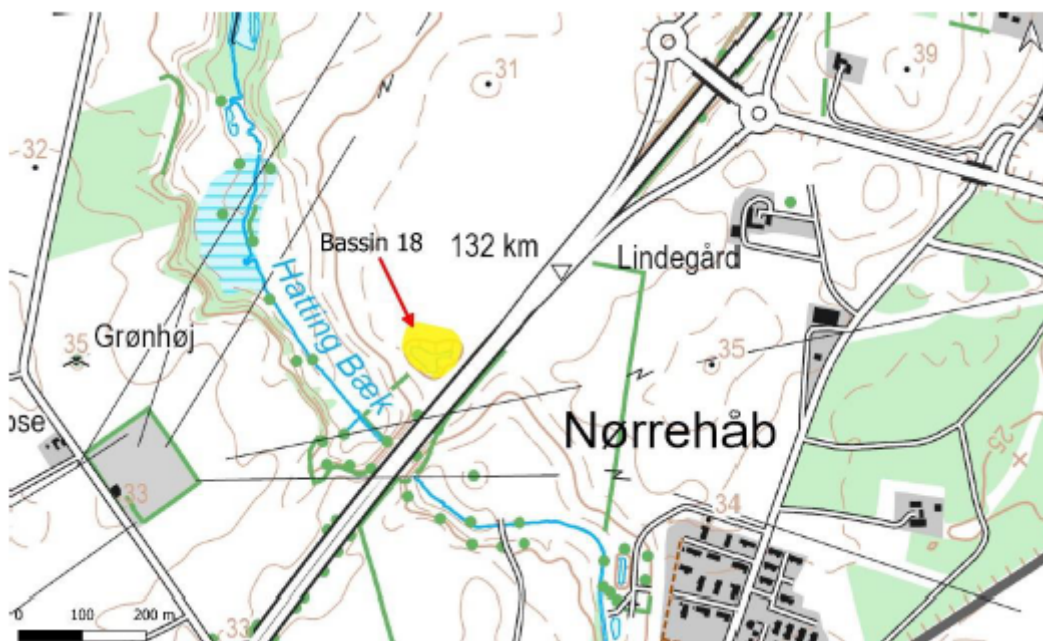 31
39
32
Bassin 18
132 km
Lindegård
Hatting Bæk
35
Grønhøj
35
Nørrehåb
ose
33
34
25
33
0 100 200 m